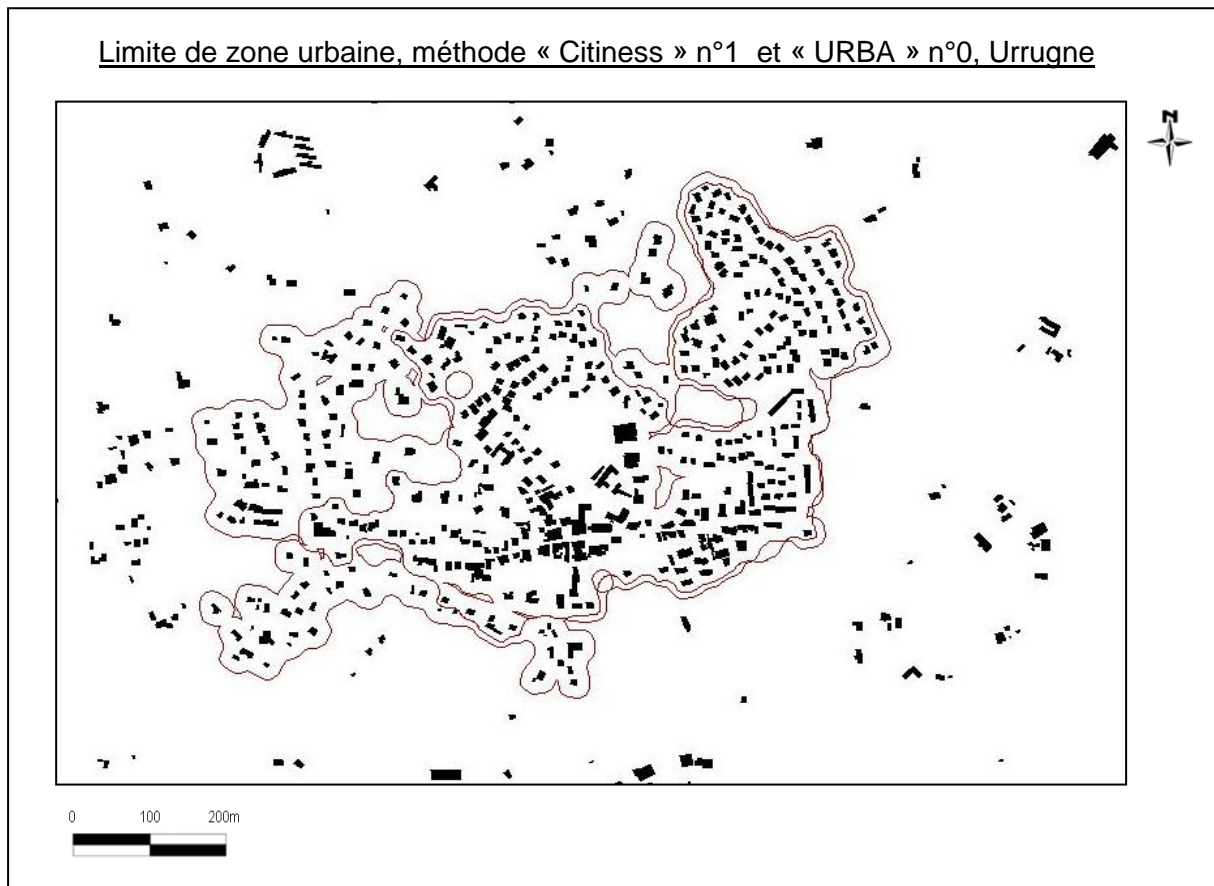 Limite de zone urbaine, méthode « Citiness » n°1 et « URBA » n°0, Urrugne
N
0 100 200m